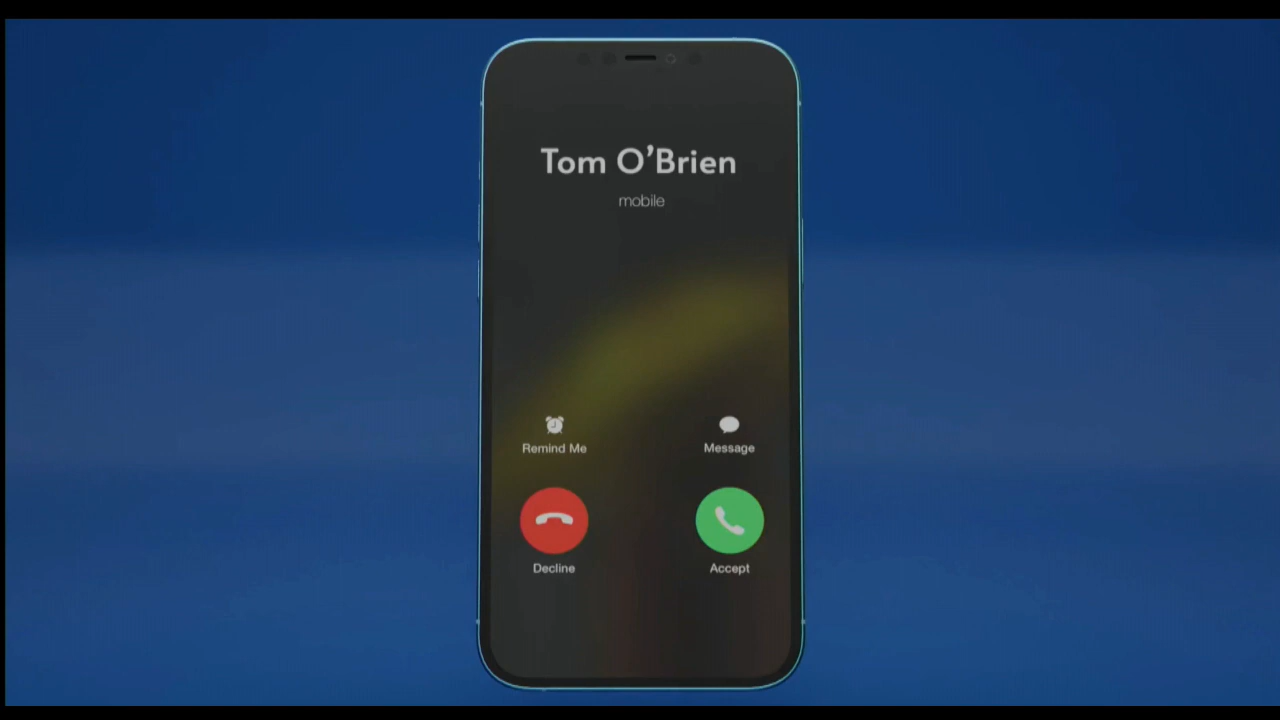 Tom O’Brien
mobile
Remind Me
Message
Decline
Accept